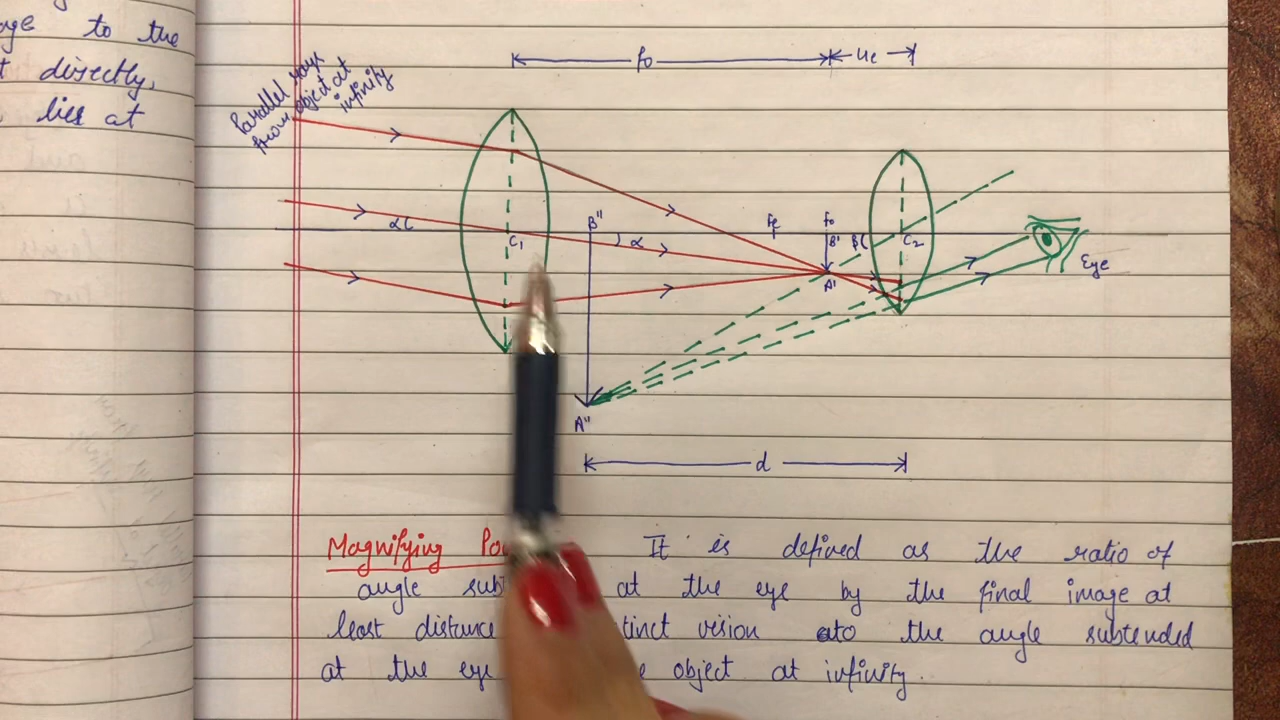 to the
directly,
lies at
fo
ue
Parallel rays
from object at
infinity
α
B"
α
Fe
fo
B'
β
C1
C2
A'
Eye
A"
d
Magnifying
It is defined as the ratio of
angle at the eye by the final image at
least distance vision to the angle subtended
at the eye object at infinity.